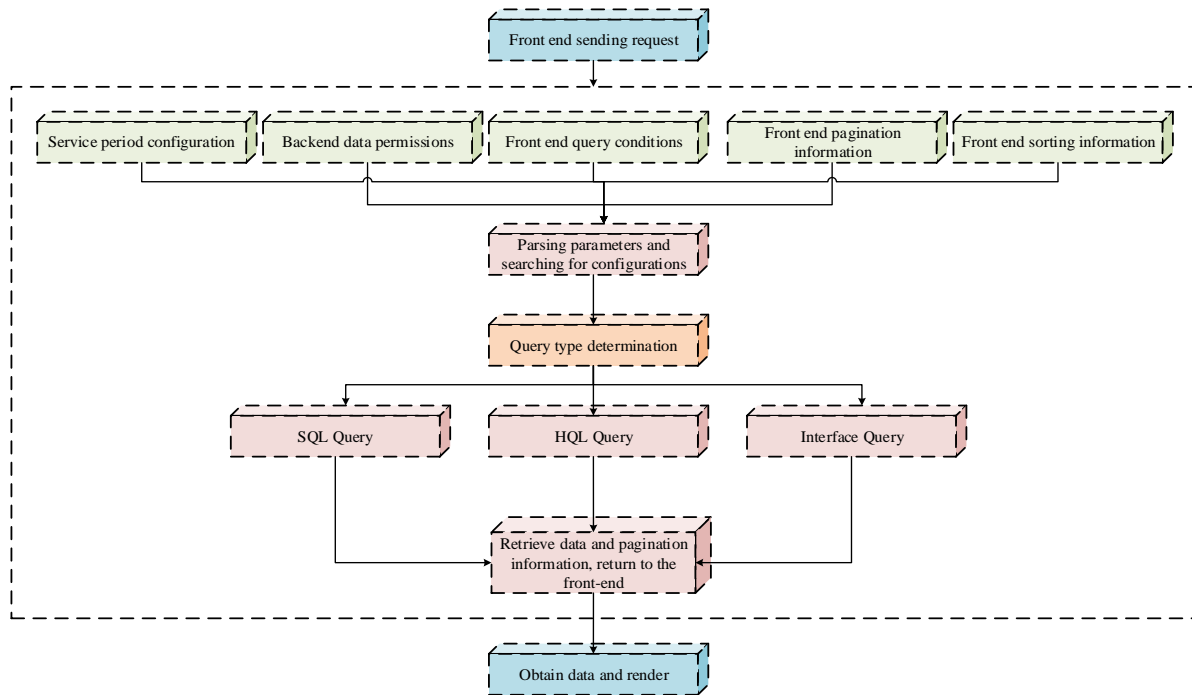 Front end sending request
Service period configuration
Backend data permissions
Front end query conditions
Front end pagination
information
Front end sorting information
Parsing parameters and
searching for configurations
Query type determination
SQL Query
HQL Query
Interface Query
Retrieve data and pagination
information, return to the
front-end
Obtain data and render